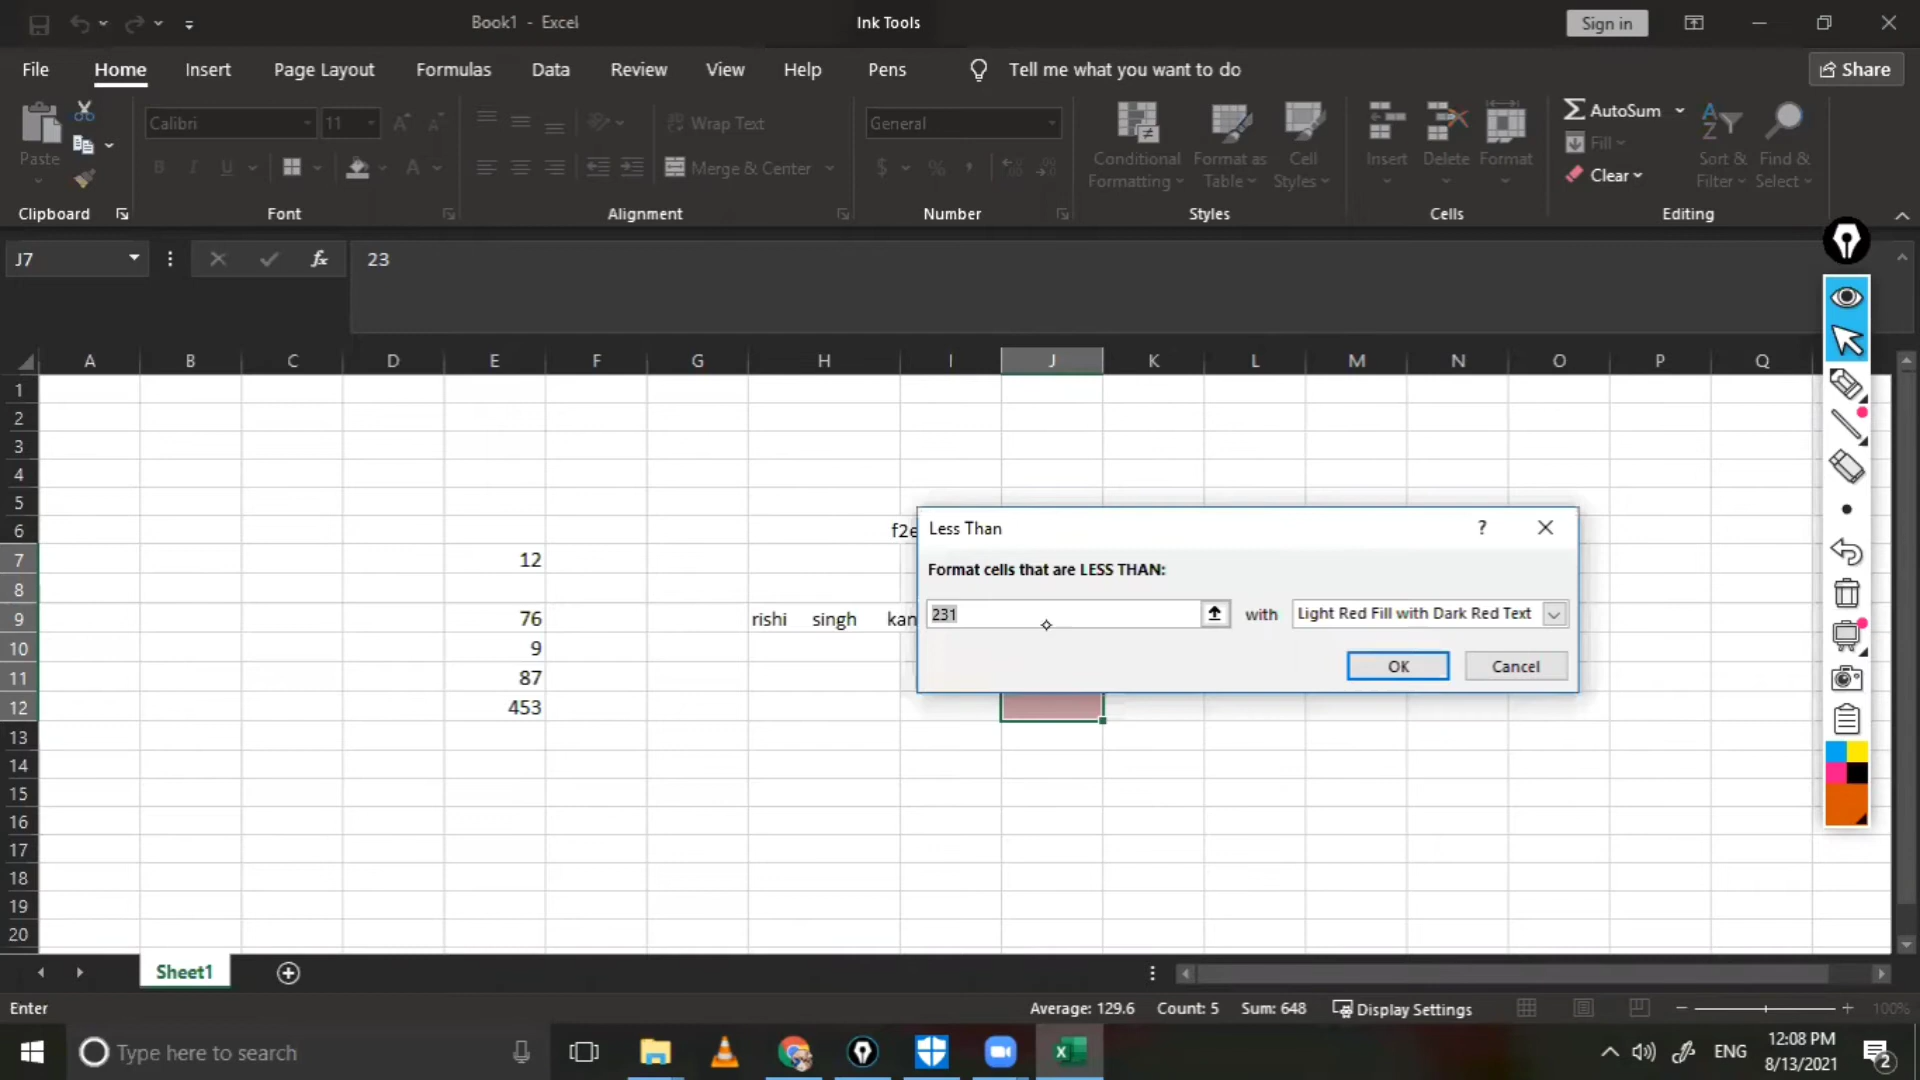 Book1 - Excel
Ink Tools
Sign in
File Home Insert Page Layout Formulas Data Review View Help Pens Tell me what you want to do Share
Paste
Calibri 11
Wrap Text
Merge & Center
General
Conditional Formatting
Format as Table
Cell Styles
Insert Delete Format
AutoSum
Fill
Clear
Sort & Filter
Find & Select
Clipboard Font Alignment Number Styles Cells Editing
J7 fx 23
A B C D E F G H I J K L M N O P Q
1
2
3
4
5
6 f2e
7 12
8
9 76 rishi singh kan
10 9
11 87
12 453
13
14
15
16
17
18
19
20
Less Than ?
Format cells that are LESS THAN:
231 with Light Red Fill with Dark Red Text
OK Cancel
Sheet1
Enter Average: 129.6 Count: 5 Sum: 648 Display Settings 100%
Type here to search
ENG
12:08 PM
8/13/2021
2